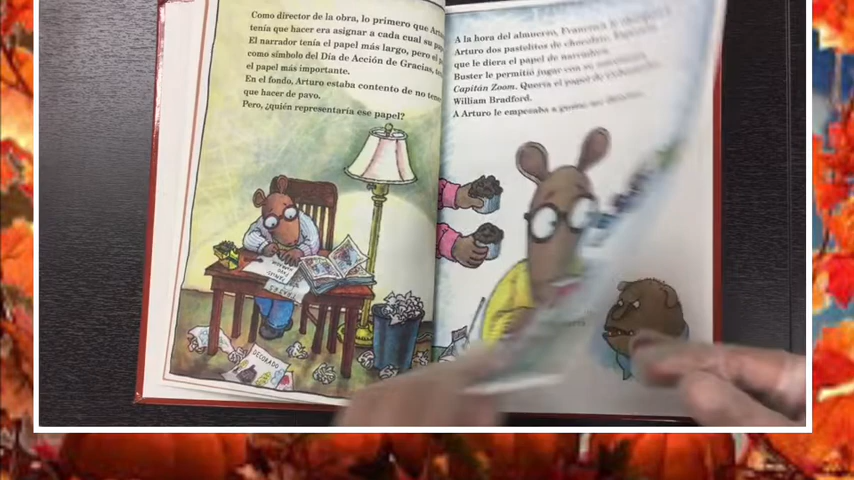 Como director de la obra, lo primero que
tenía que hacer era asignar a cada cual su
El narrador tenía el papel más largo, pero el
como símbolo del Día de Acción de Gracias,
el papel más importante.
En el fondo, Arturo estaba contento de no
que hacer de pavo.
Pero, ¿quién representaría ese papel?
DECORADO
A la hora del almuerzo, Francisca le
Arturo dos pastelitos de chocolate.
que le diera el papel de narradora.
Buster le permitió jugar con su
Capitán Zoom. Quería el papel de
William Bradford.
A Arturo le empezaba a